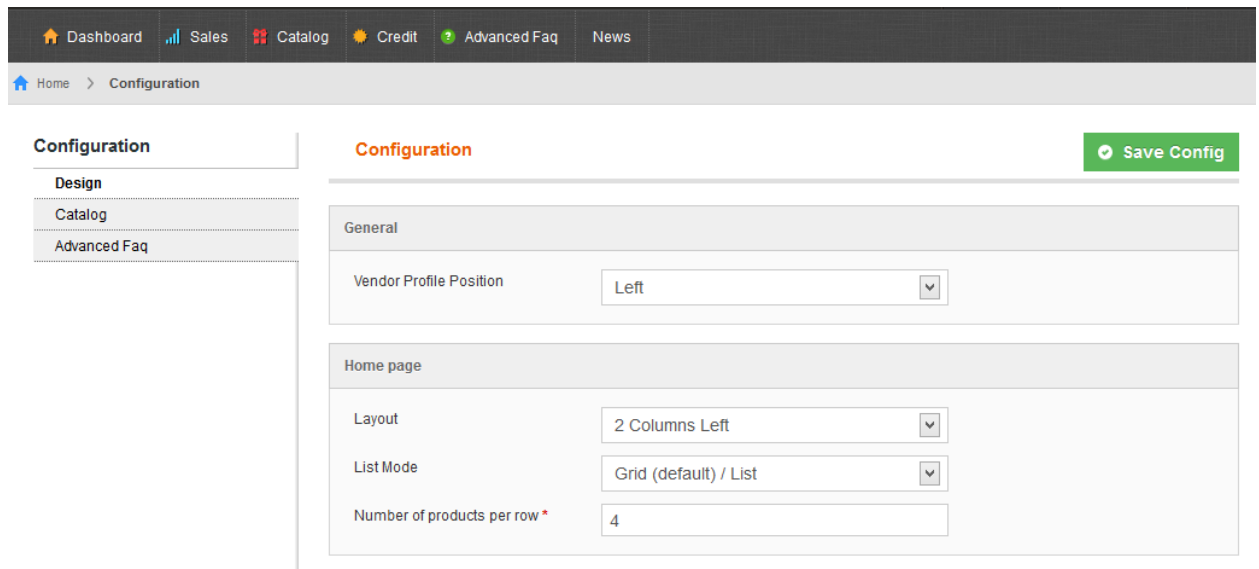 Dashboard Sales Catalog Credit Advanced Faq News
Home > Configuration
Configuration
Design
Catalog
Advanced Faq
Configuration
Save Config
General
Vendor Profile Position Left
Home page
Layout 2 Columns Left
List Mode Grid (default) / List
Number of products per row * 4